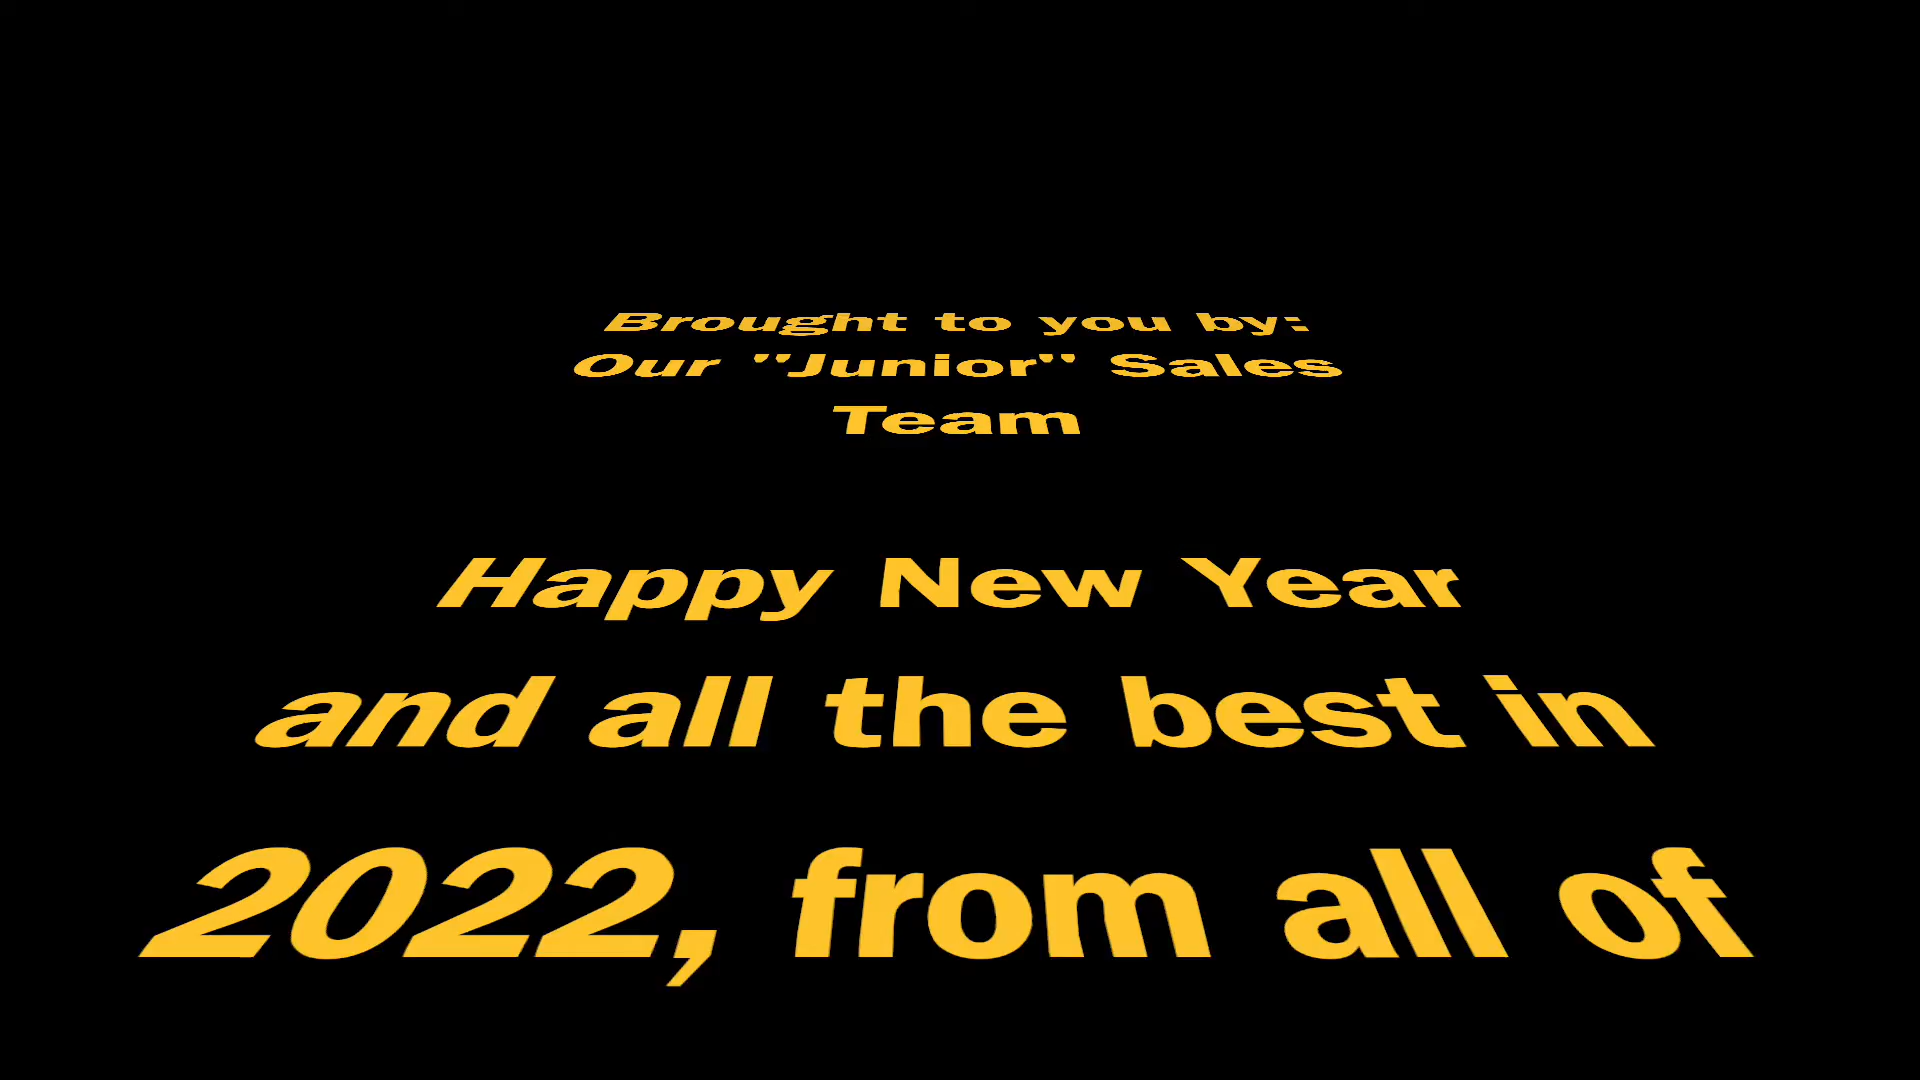 Brought to you by:
Our "Junior" Sales
Team
Happy New Year
and all the best in
2022, from all of